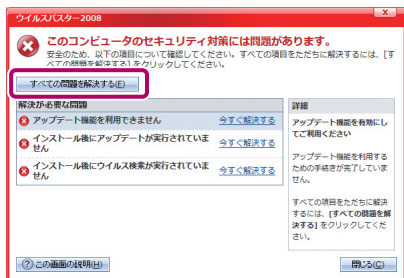 ウイルスバスター2008
このコンピュータのセキュリティ対策には問題があります。
安全のため、以下の項目について確認してください。すべての問題をただちに解決するには、[す
べての問題を解決する]をクリックしてください。
すべての問題を解決する(F)
解決が必要な問題
アップデート機能を利用できません 今すぐ解決する
インストール後にアップデートが実行されていま
せん 今すぐ解決する
インストール後にウイルス検索が実行されていま
せん 今すぐ解決する
詳細
アップデート機能を有効にし
てご利用ください
アップデート機能を利用する
ための手続きが完了していま
せん。
すべての項目をただちに解決
するには、[すべての問題を解
決する]をクリックしてくだ
さい。
この画面の説明(H)
閉じる(C)